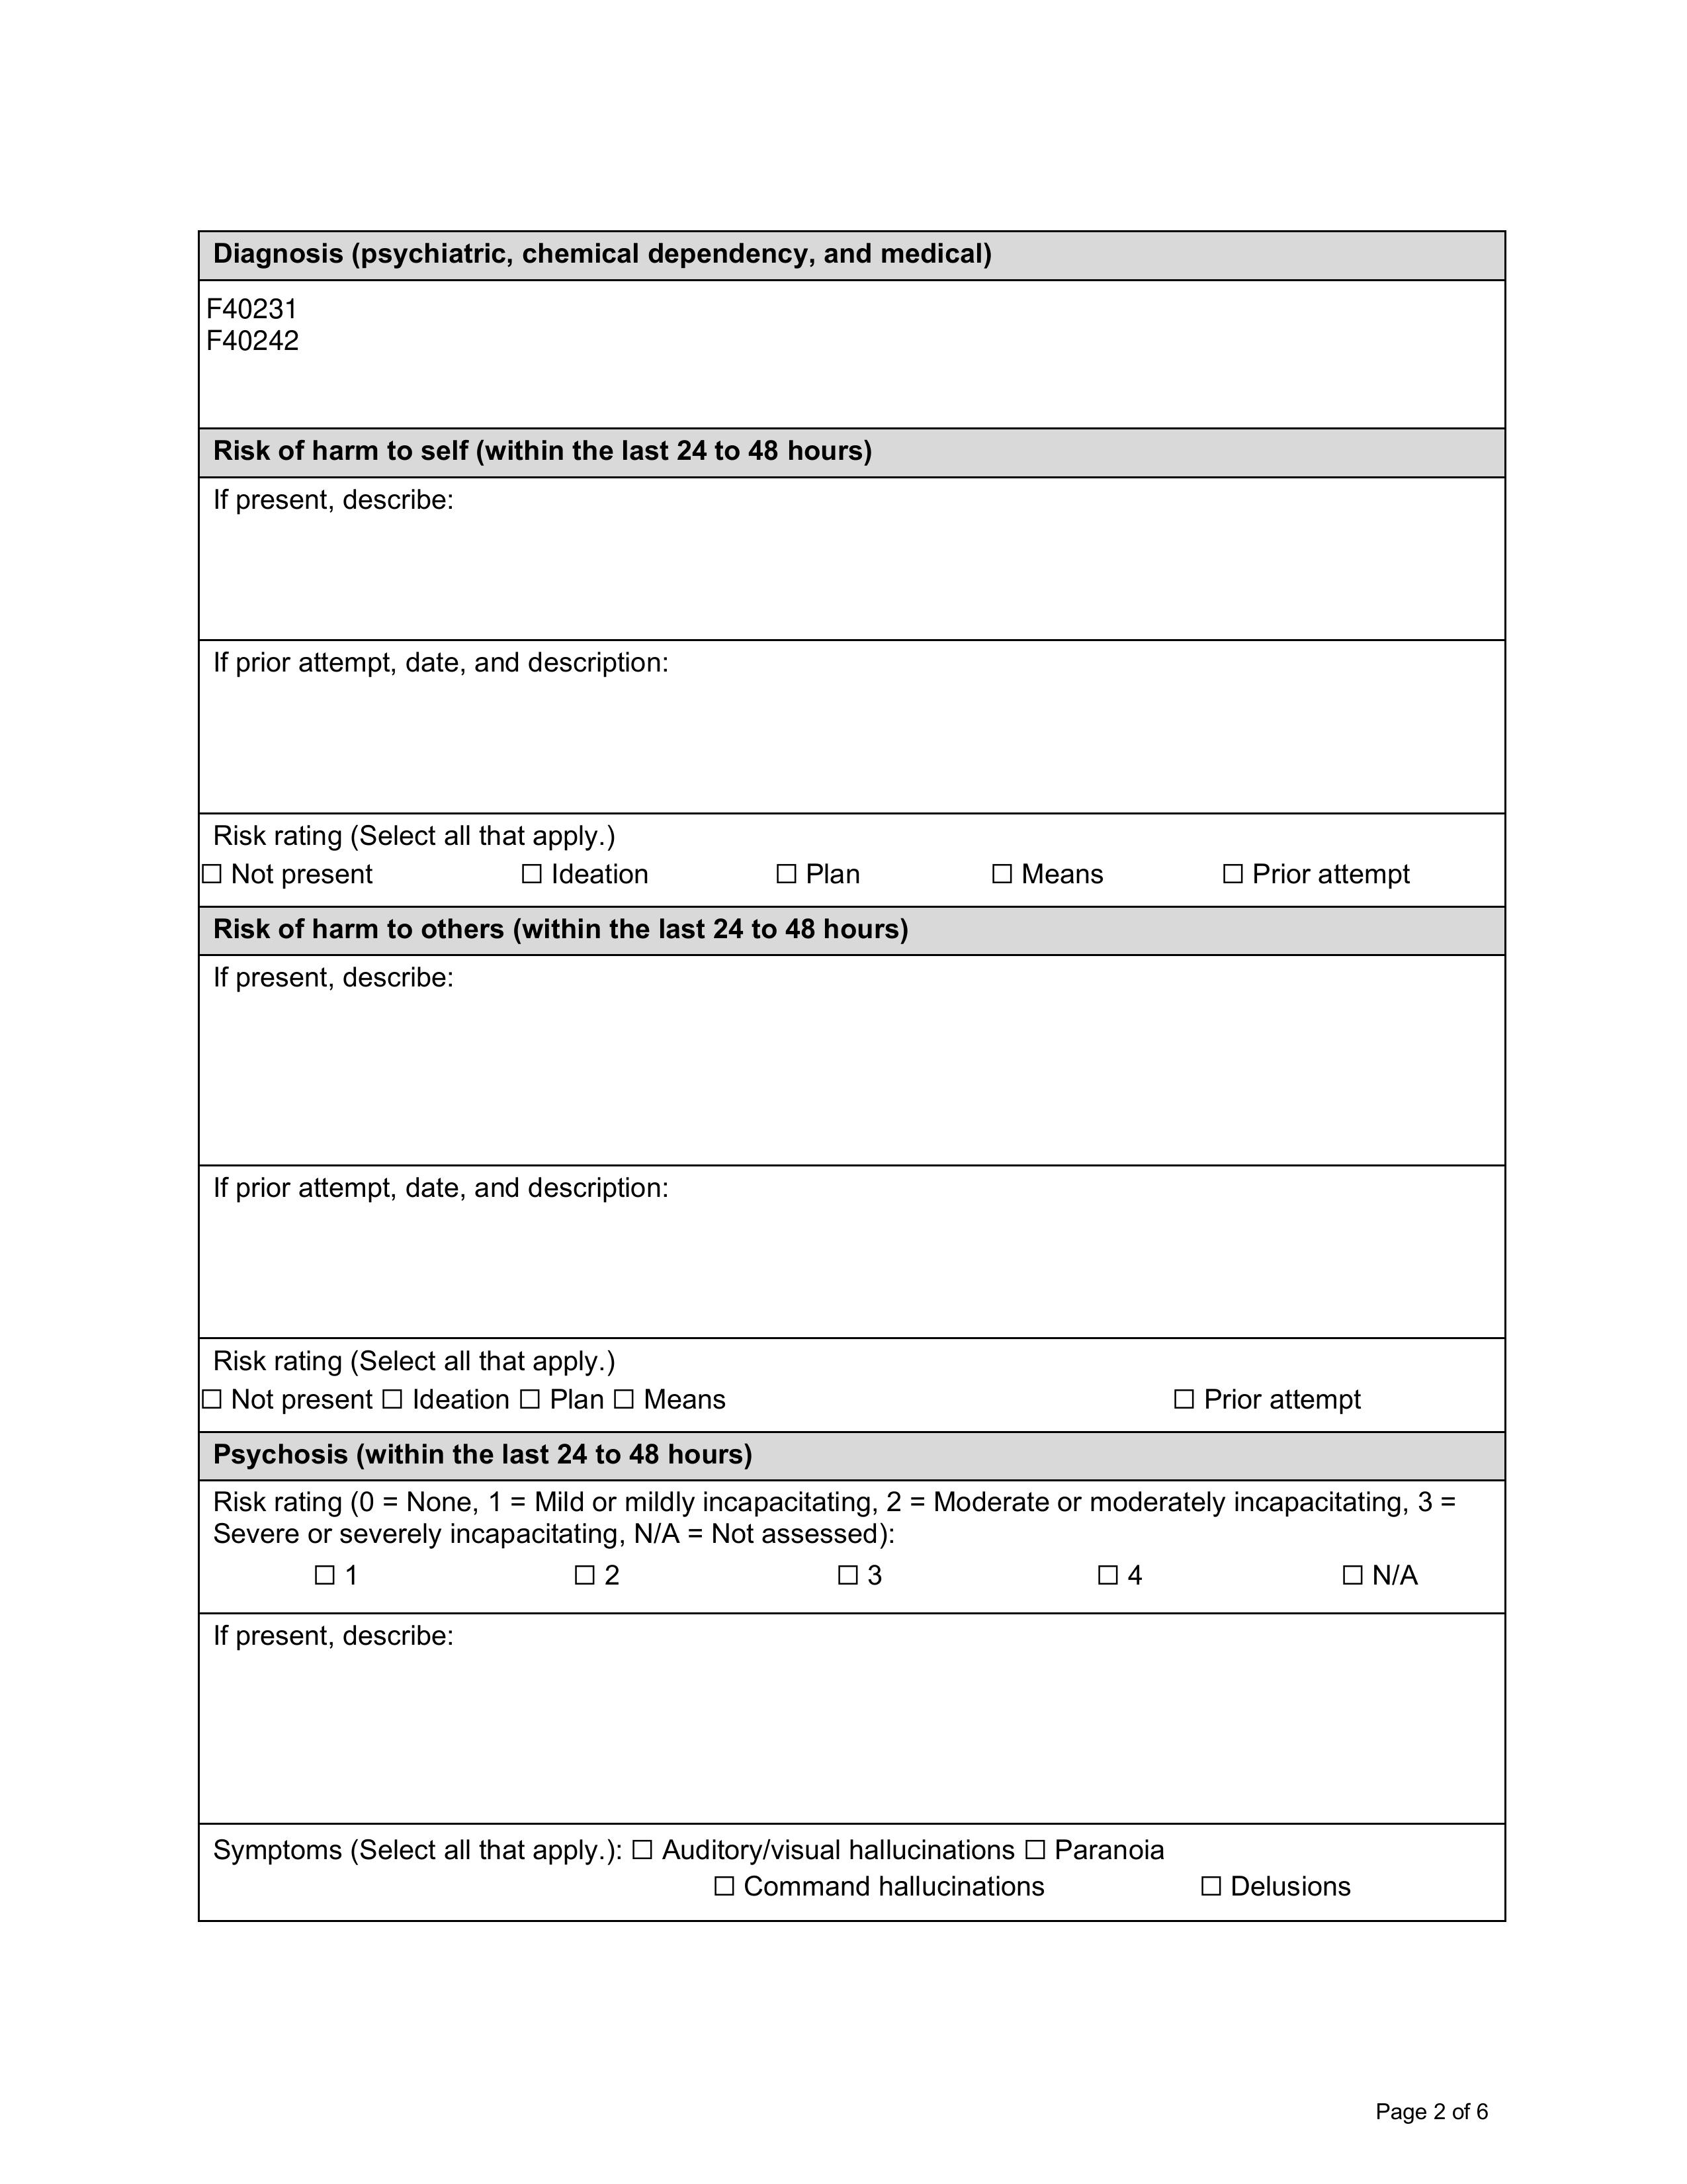 Diagnosis (psychiatric, chemical dependency, and medical)
F40231
F40242
Risk of harm to self (within the last 24 to 48 hours)
If present, describe:
If prior attempt, date, and description:
Risk rating (Select all that apply.)
☐ Not present ☐ Ideation ☐ Plan ☐ Means ☐ Prior attempt
Risk of harm to others (within the last 24 to 48 hours)
If present, describe:
If prior attempt, date, and description:
Risk rating (Select all that apply.)
☐ Not present ☐ Ideation ☐ Plan ☐ Means ☐ Prior attempt
Psychosis (within the last 24 to 48 hours)
Risk rating (0 = None, 1 = Mild or mildly incapacitating, 2 = Moderate or moderately incapacitating, 3 =
Severe or severely incapacitating, N/A = Not assessed):
☐ 1 ☐ 2 ☐ 3 ☐ 4 ☐ N/A
If present, describe:
Symptoms (Select all that apply.): ☐ Auditory/visual hallucinations ☐ Paranoia
☐ Command hallucinations ☐ Delusions
Page 2 of 6